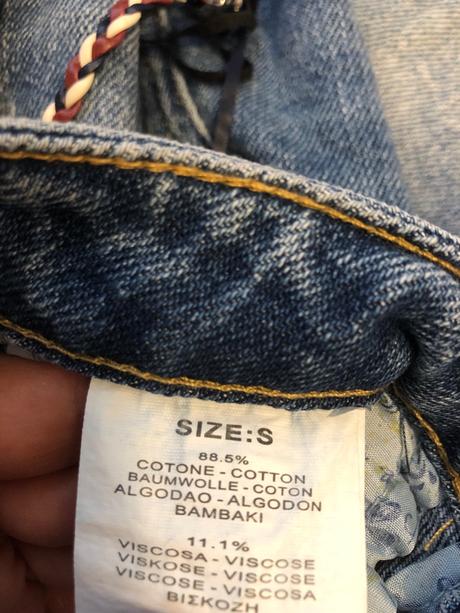 SIZE:S
88.5%
COTONE - COTTON
BAUMWOLLE - COTON
ALGODAO - ALGODON
BAMBAKI
11.1%
VISCOSA - VISCOSE
VISKOSE - VISCOSE
VISCOSE - VISCOSA
ΒΙΣΚΟΖΗ